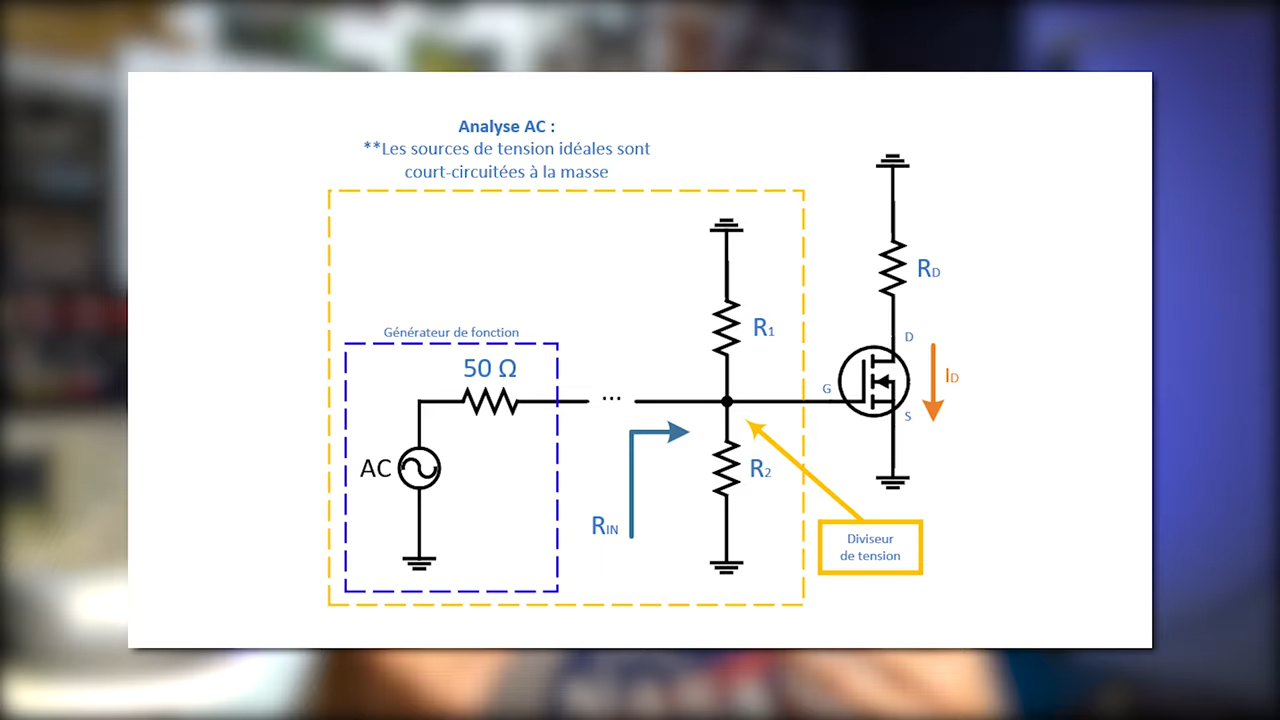 Analyse AC :
**Les sources de tension idéales sont
court-circuitées à la masse
RD
R1
Générateur de fonction
50 Ω
D
ID
G
...
S
AC
R2
RIN
Diviseur
de tension